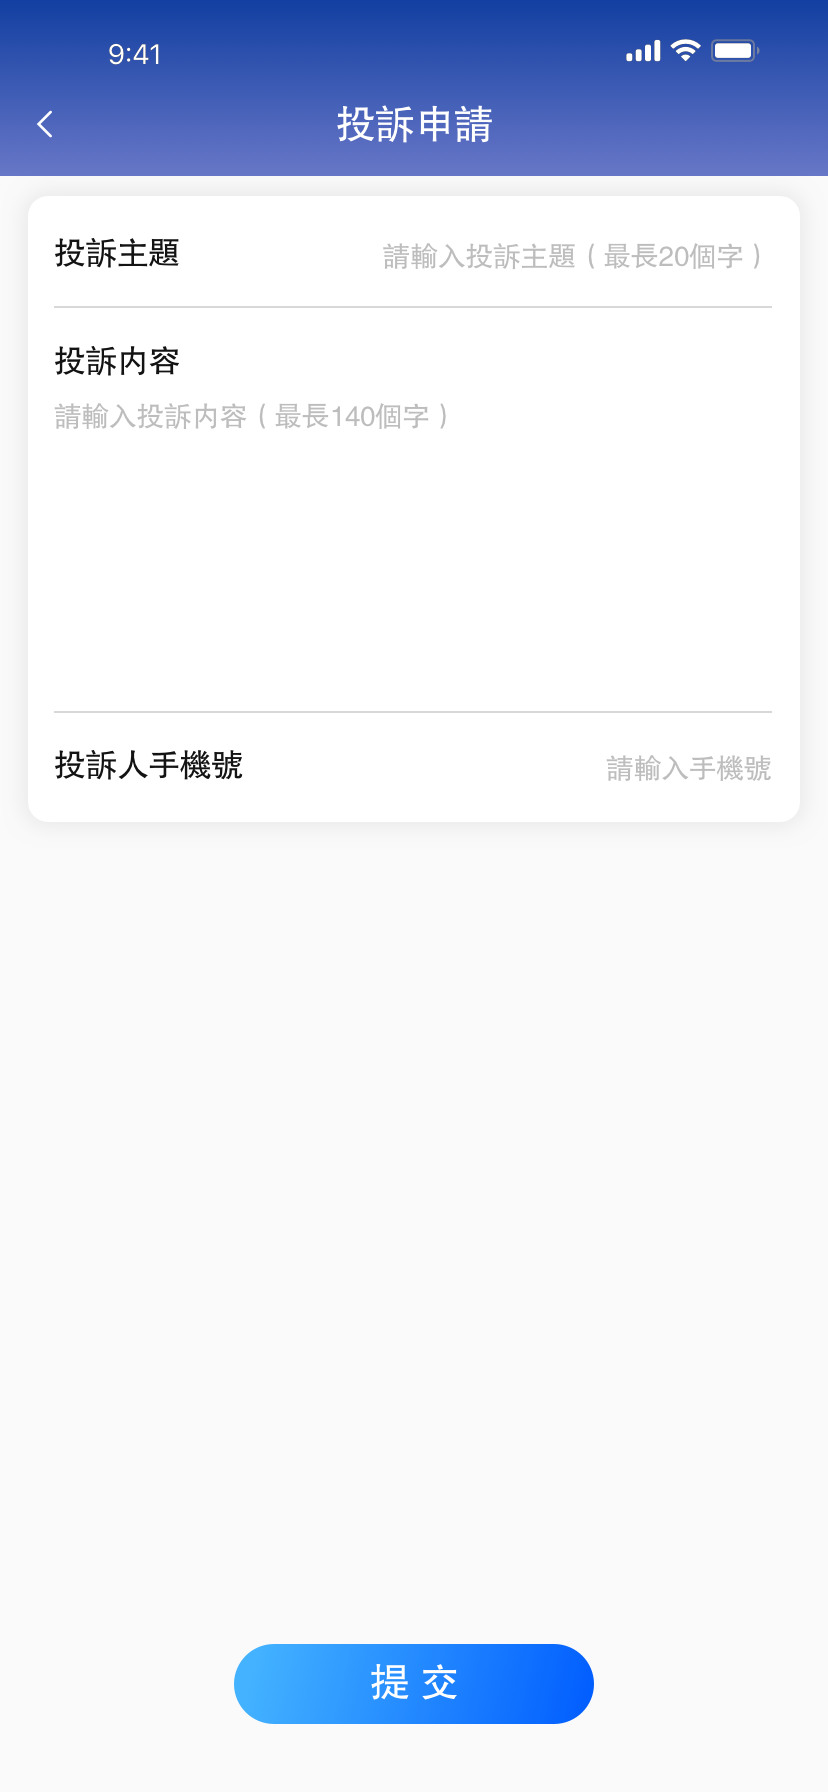 9:41
投訴申請
投訴主題 請輸入投訴主題（最長20個字）
投訴内容
請輸入投訴内容（最長140個字）
投訴人手機號 請輸入手機號
提交